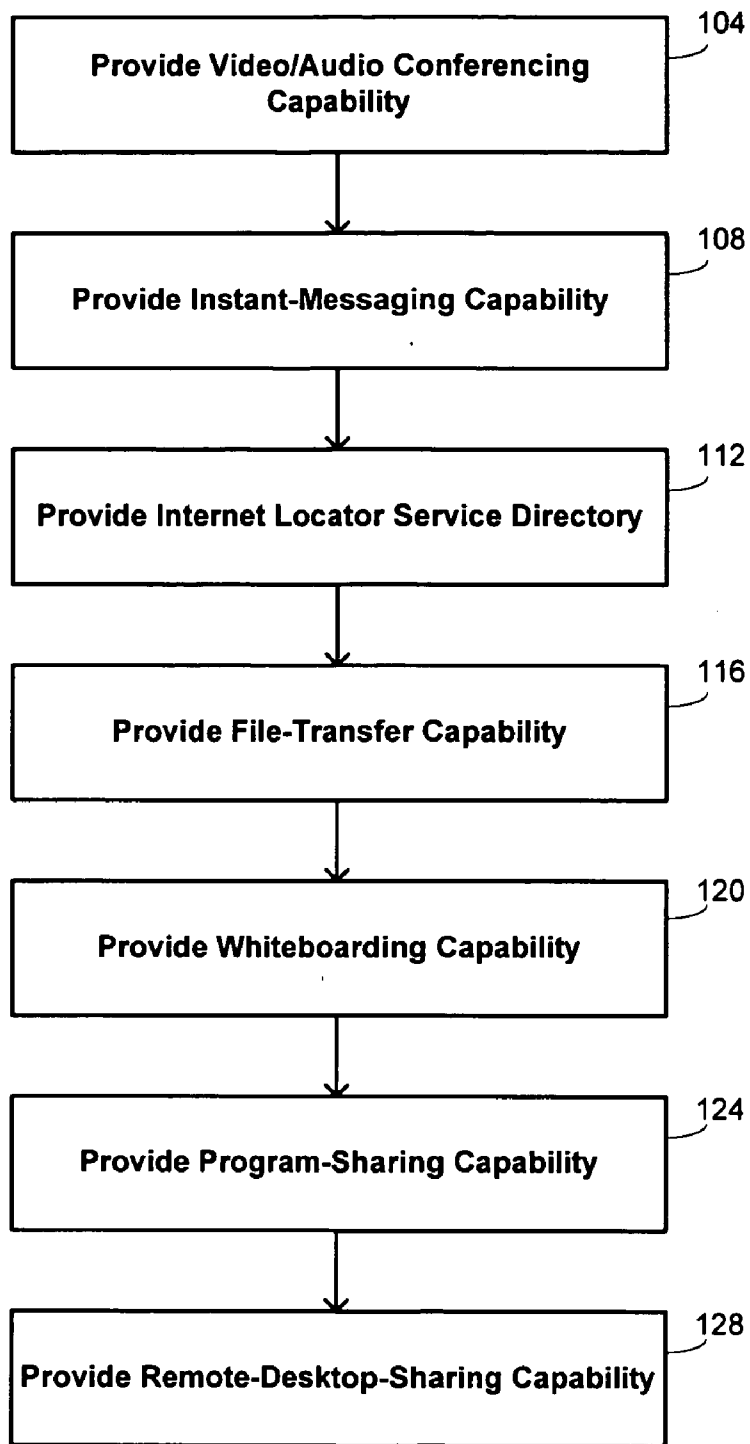 104
Provide Video/Audio Conferencing
Capability
108
Provide Instant-Messaging Capability
112
Provide Internet Locator Service Directory
116
Provide File-Transfer Capability
120
Provide Whiteboarding Capability
124
Provide Program-Sharing Capability
128
Provide Remote-Desktop-Sharing Capability